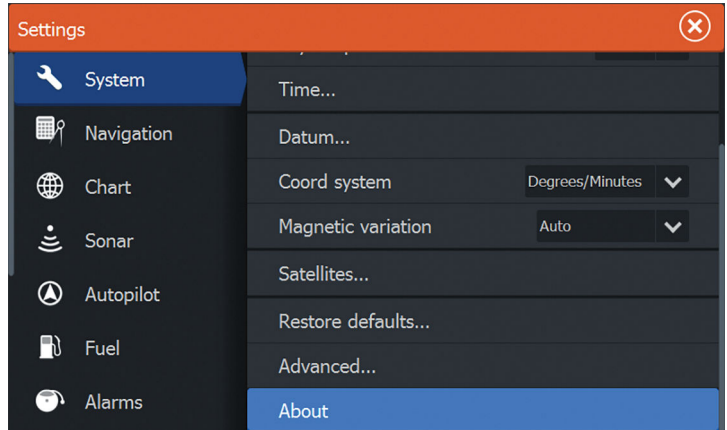 Settings
System
Navigation
Chart
Sonar
Autopilot
Fuel
Alarms
Time...
Datum...
Coord system Degrees/Minutes
Magnetic variation Auto
Satellites...
Restore defaults...
Advanced...
About